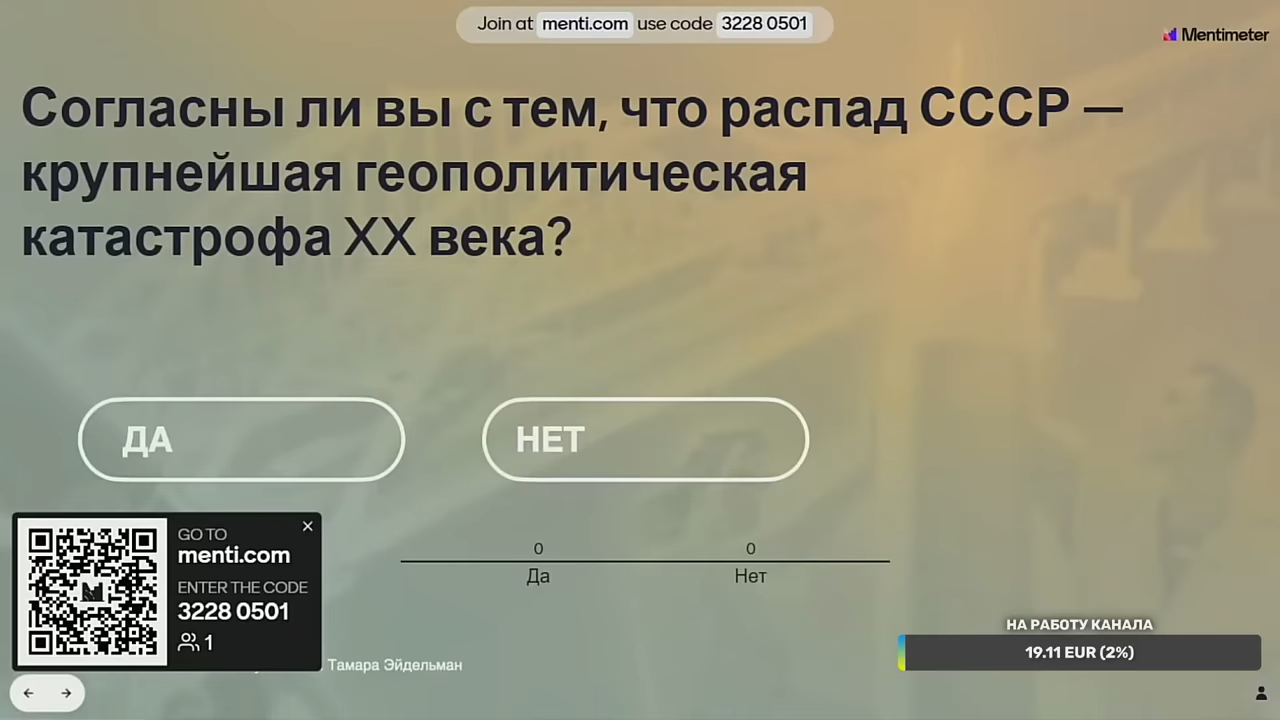 Join at menti.com use code 3228 0501
Mentimeter
Согласны ли вы с тем, что распад СССР —
крупнейшая геополитическая
катастрофа XX века?
ДА
НЕТ
GO TO
menti.com
ENTER THE CODE
3228 0501
1
0
0
Да
Нет
Тамара Эйдельман
НА РАБОТУ КАНАЛА
19.11 EUR (2%)